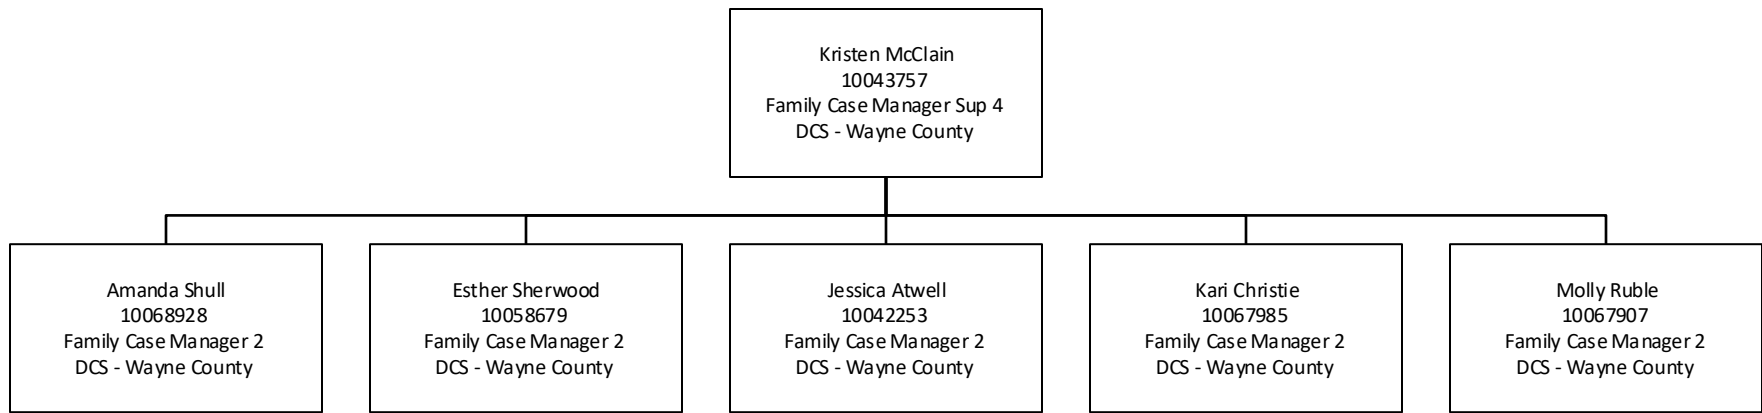 Kristen McClain
10043757
Family Case Manager Sup 4
DCS - Wayne County
Amanda Shull
10068928
Family Case Manager 2
DCS - Wayne County
Esther Sherwood
10058679
Family Case Manager 2
DCS - Wayne County
Jessica Atwell
10042253
Family Case Manager 2
DCS - Wayne County
Kari Christie
10067985
Family Case Manager 2
DCS - Wayne County
Molly Ruble
10067907
Family Case Manager 2
DCS - Wayne County